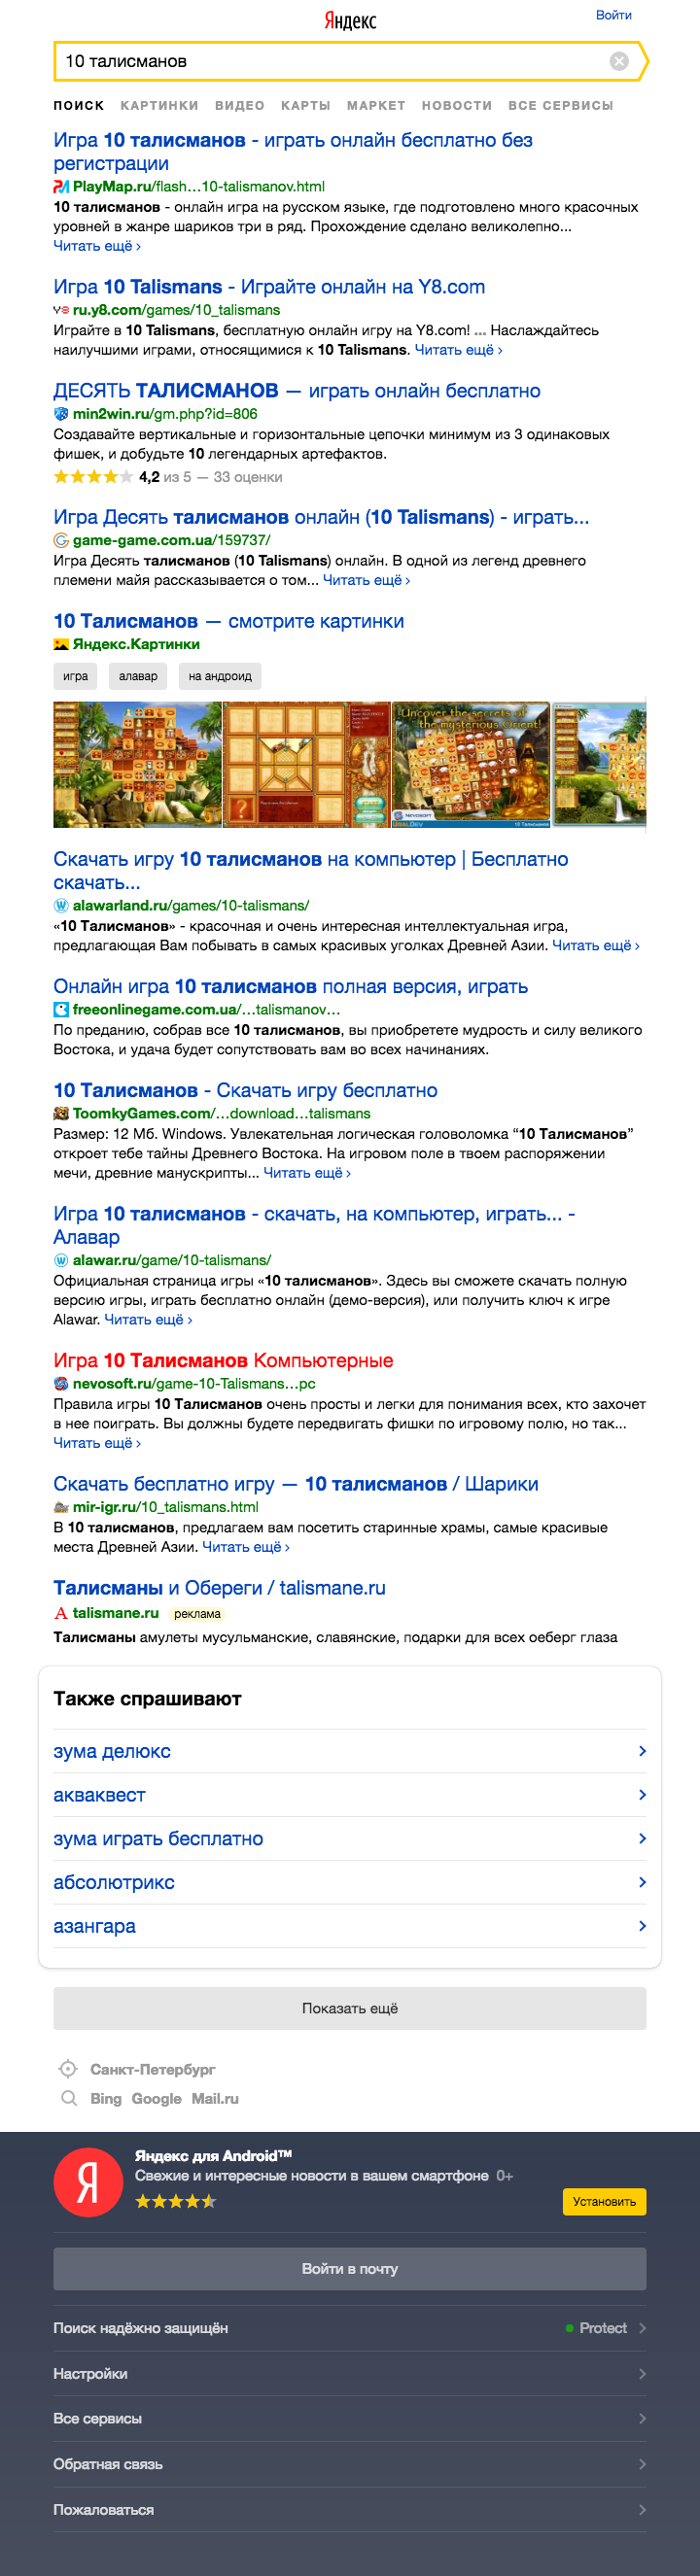 Яндекс
Войти
10 талисманов
ПОИСК КАРТИНКИ ВИДЕО КАРТЫ МАРКЕТ НОВОСТИ ВСЕ СЕРВИСЫ
Игра 10 талисманов - играть онлайн бесплатно без
регистрации
PlayMap.ru/flash…10-talismanov.html
10 талисманов - онлайн игра на русском языке, где подготовлено много красочных
уровней в жанре шариков три в ряд. Прохождение сделано великолепно...
Читать ещё ›
Игра 10 Talismans - Играйте онлайн на Y8.com
ru.y8.com/games/10_talismans
Играйте в 10 Talismans, бесплатную онлайн игру на Y8.com! ... Наслаждайтесь
наилучшими играми, относящимися к 10 Talismans. Читать ещё ›
ДЕСЯТЬ ТАЛИСМАНОВ — играть онлайн бесплатно
min2win.ru/gm.php?id=806
Создавайте вертикальные и горизонтальные цепочки минимум из 3 одинаковых
фишек, и добудьте 10 легендарных артефактов.
4,2 из 5 — 33 оценки
Игра Десять талисманов онлайн (10 Talismans) - играть...
game-game.com.ua/159737/
Игра Десять талисманов (10 Talismans) онлайн. В одной из легенд древнего
племени майя рассказывается о том... Читать ещё ›
10 Талисманов — смотрите картинки
Яндекс.Картинки
игра алавар на андроид
Uncover the secrets of
the mysterious Orient!
NEVOSOFT
10 Талисманов
Скачать игру 10 талисманов на компьютер | Бесплатно
скачать...
alawarland.ru/games/10-talismans/
«10 Талисманов» - красочная и очень интересная интеллектуальная игра,
предлагающая Вам побывать в самых красивых уголках Древней Азии. Читать ещё ›
Онлайн игра 10 талисманов полная версия, играть
freeonlinegame.com.ua/…talismanov…
По преданию, собрав все 10 талисманов, вы приобретете мудрость и силу великого
Востока, и удача будет сопутствовать вам во всех начинаниях.
10 Талисманов - Скачать игру бесплатно
ToomkyGames.com/…download…talismans
Размер: 12 Мб. Windows. Увлекательная логическая головоломка “10 Талисманов”
откроет тебе тайны Древнего Востока. На игровом поле в твоем распоряжении
мечи, древние манускрипты... Читать ещё ›
Игра 10 талисманов - скачать, на компьютер, играть... -
Алавар
alawar.ru/game/10-talismans/
Официальная страница игры «10 талисманов». Здесь вы сможете скачать полную
версию игры, играть бесплатно онлайн (демо-версия), или получить ключ к игре
Alawar. Читать ещё ›
Игра 10 Талисманов Компьютерные
nevosoft.ru/game-10-Talismans…pc
Правила игры 10 Талисманов очень просты и легки для понимания всех, кто захочет
в нее поиграть. Вы должны будете передвигать фишки по игровому полю, но так...
Читать ещё ›
Скачать бесплатно игру — 10 талисманов / Шарики
mir-igr.ru/10_talismans.html
В 10 талисманов, предлагаем вам посетить старинные храмы, самые красивые
места Древней Азии. Читать ещё ›
Талисманы и Обереги / talismane.ru
talismane.ru реклама
Талисманы амулеты мусульманские, славянские, подарки для всех оеберг глаза
Также спрашивают
зума делюкс
акваквест
зума играть бесплатно
абсолютрикс
азангара
Показать ещё
Санкт-Петербург
Bing Google Mail.ru
Яндекс для Android™
Свежие и интересные новости в вашем смартфоне 0+
Установить
Войти в почту
Поиск надёжно защищён Protect
Настройки
Все сервисы
Обратная связь
Пожаловаться